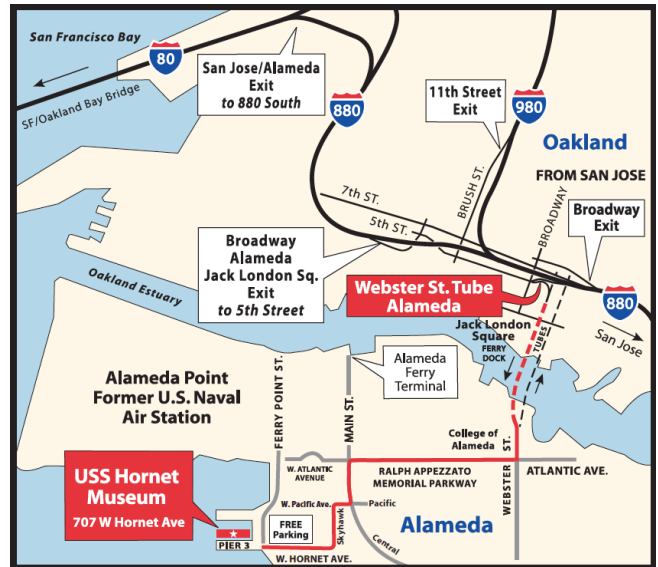 San Francisco Bay
80
SF/Oakland Bay Bridge
San Jose/Alameda
Exit
to 880 South
880
11th Street
Exit
980
Oakland
FROM SAN JOSE
BRUSH ST.
BROADWAY
7th ST.
5th ST.
Broadway
Exit
Broadway
Alameda
Jack London Sq.
Exit
to 5th Street
Oakland Estuary
Webster St. Tube
Alameda
880
San Jose
Jack London
Square
FERRY
DOCK
TUBES
Alameda
Ferry
Terminal
Alameda Point
Former U.S. Naval
Air Station
FERRY POINT ST.
MAIN ST.
College of
Alameda
WEBSTER ST.
W. ATLANTIC
AVENUE
RALPH APPEZZATO
MEMORIAL PARKWAY
ATLANTIC AVE.
USS Hornet
Museum
707 W Hornet Ave
W. Pacific Ave.
Pacific
FREE
Parking
Skyhawk
Alameda
Central
PIER 3
W. HORNET AVE.